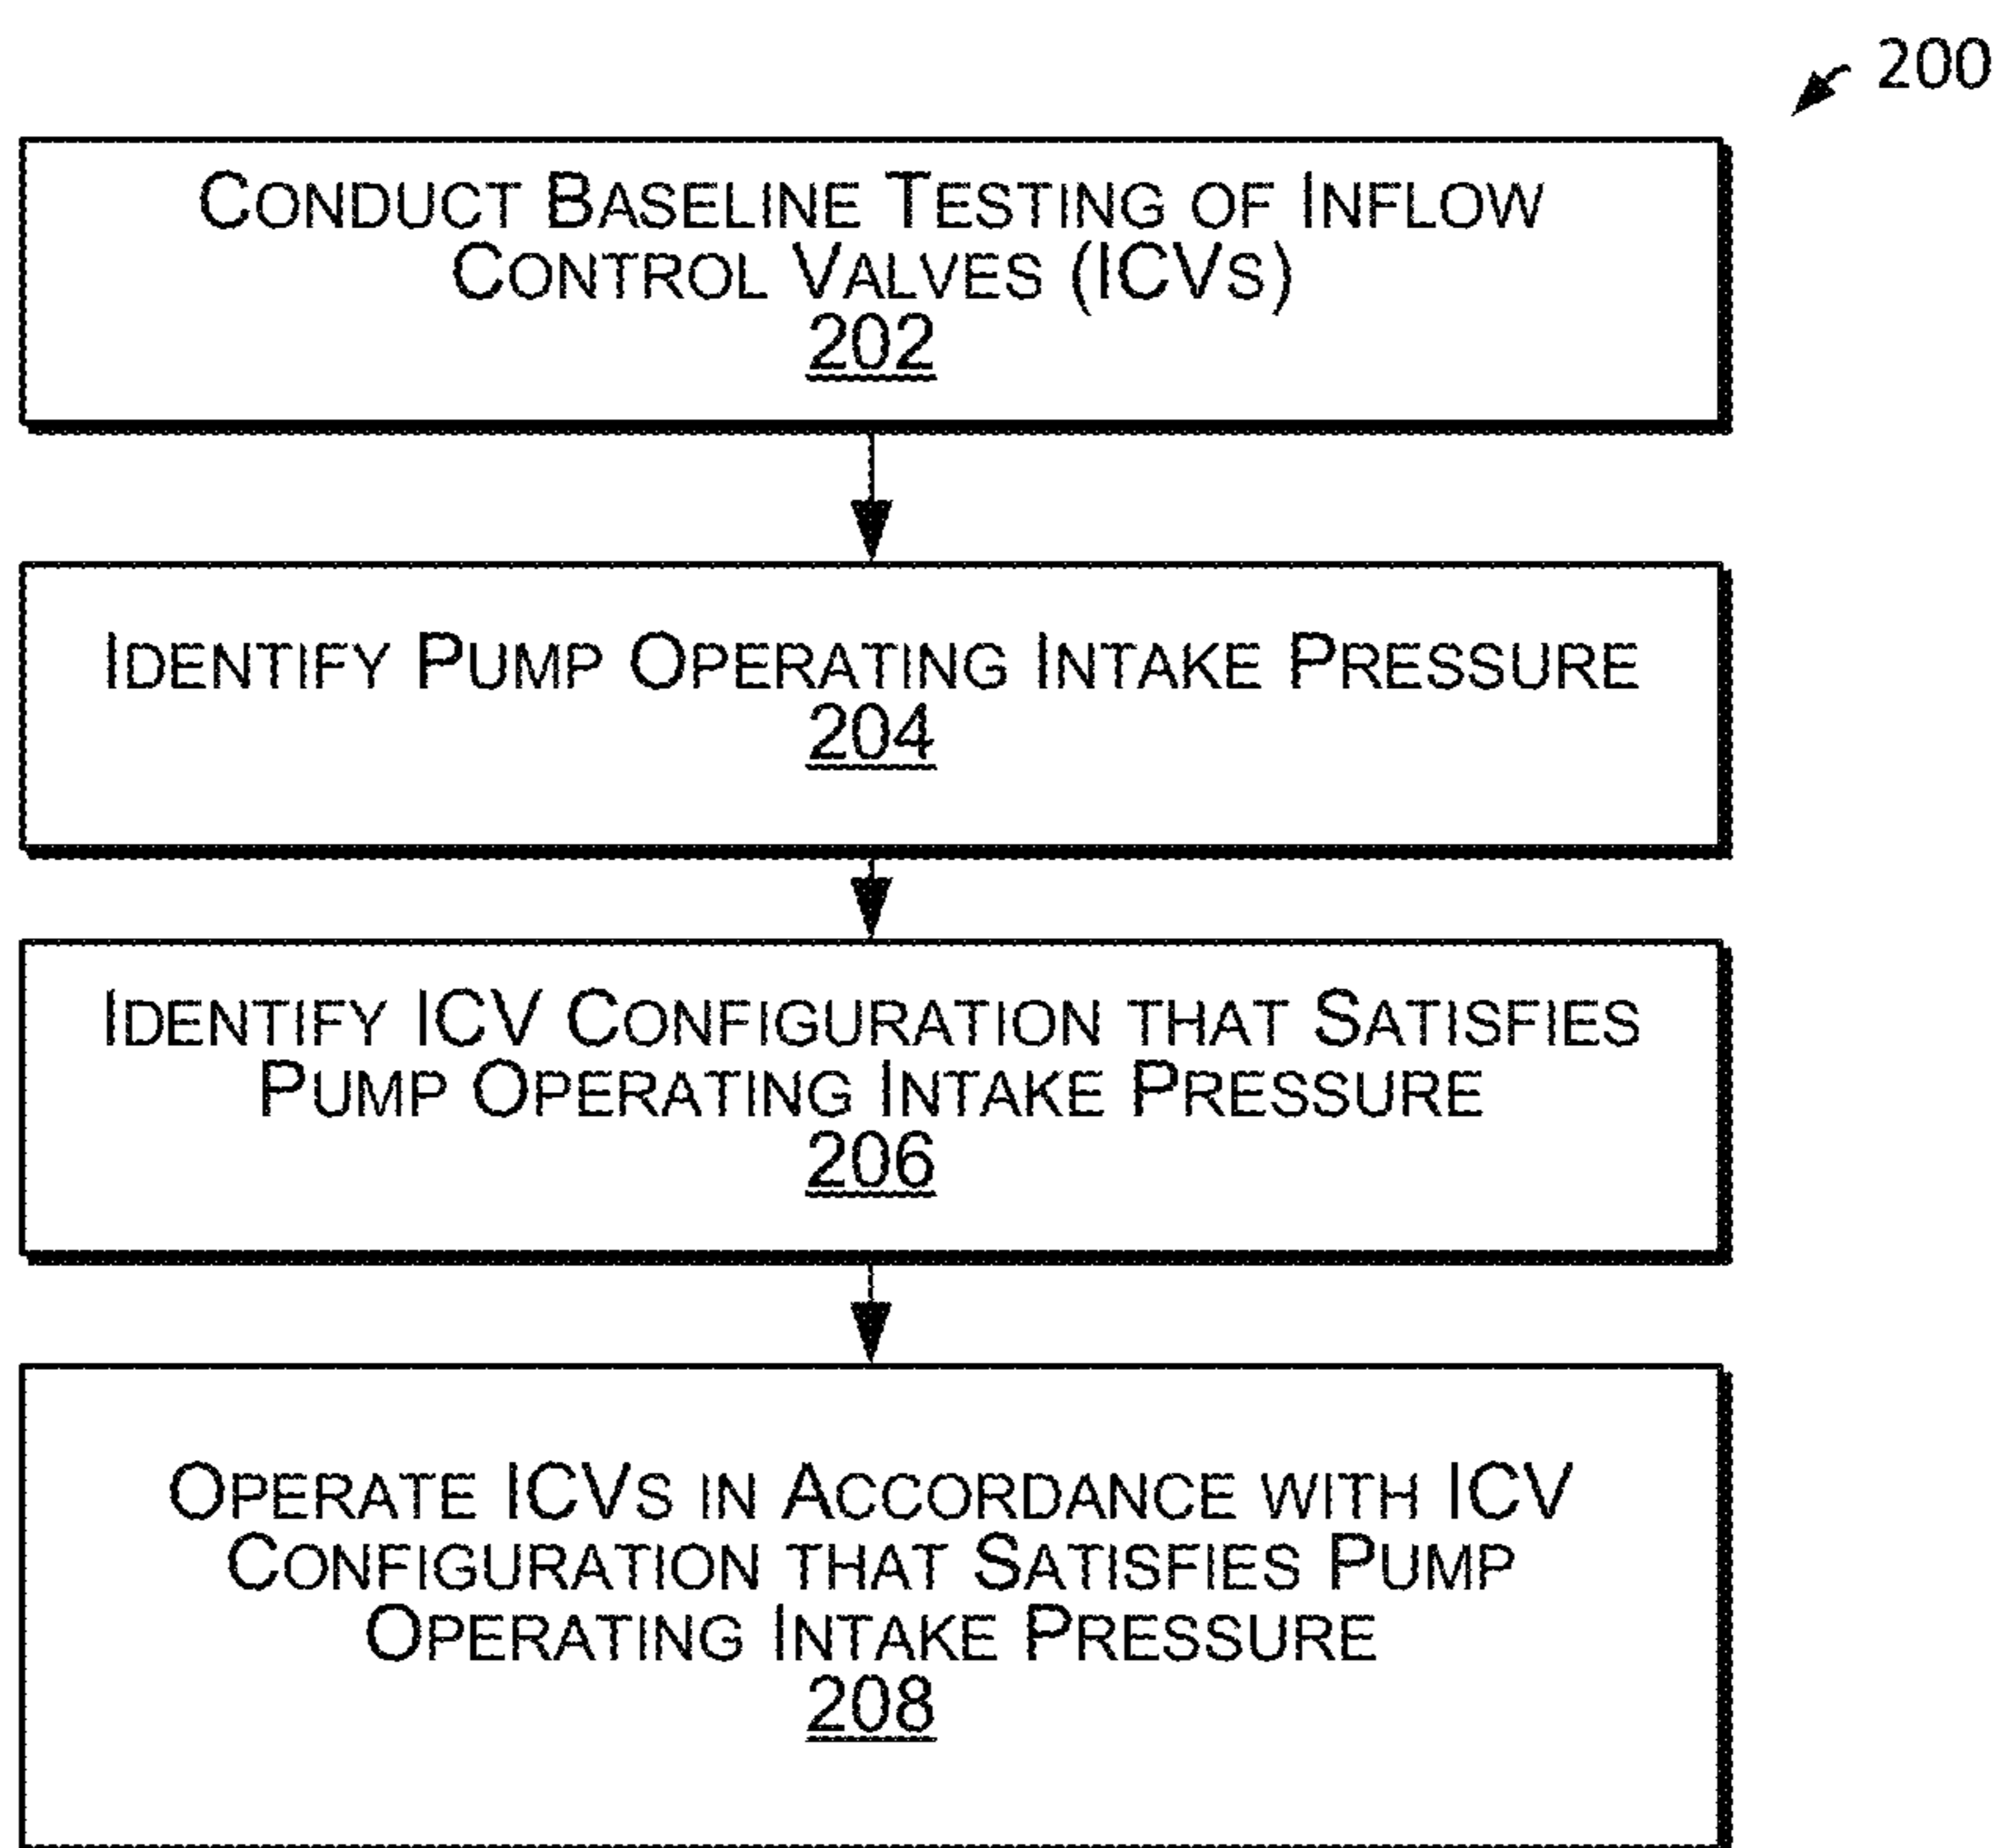 200
CONDUCT BASELINE TESTING OF INFLOW
CONTROL VALVES (ICVS)
202
IDENTIFY PUMP OPERATING INTAKE PRESSURE
204
IDENTIFY ICV CONFIGURATION THAT SATISFIES
PUMP OPERATING INTAKE PRESSURE
206
OPERATE ICVS IN ACCORDANCE WITH ICV
CONFIGURATION THAT SATISFIES PUMP
OPERATING INTAKE PRESSURE
208